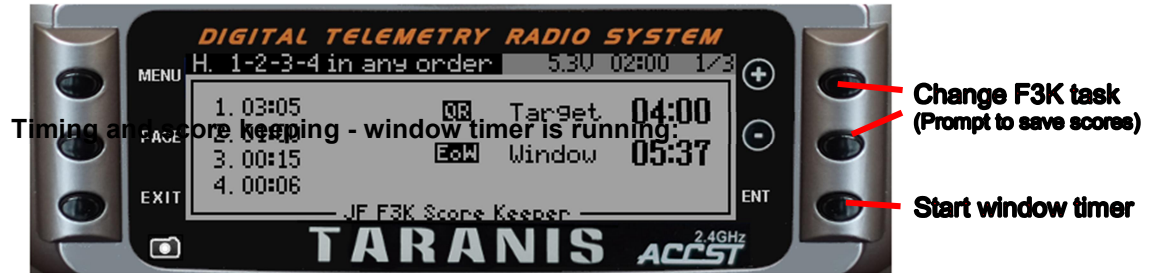 DIGITAL TELEMETRY RADIO SYSTEM
MENU
H. 1-2-3-4 in any order 5.3V 02:00 1/3
+
1. 03:05 QR Target 04:00
Change F3K task
(Prompt to save scores)
Timing and score keeping - window timer is running:
PAGE
2.
-
3. 00:15 EoW Window 05:37
4. 00:06
EXIT
ENT
Start window timer
JF F3K Score Keeper
TARANIS
ACCST 2.4GHz